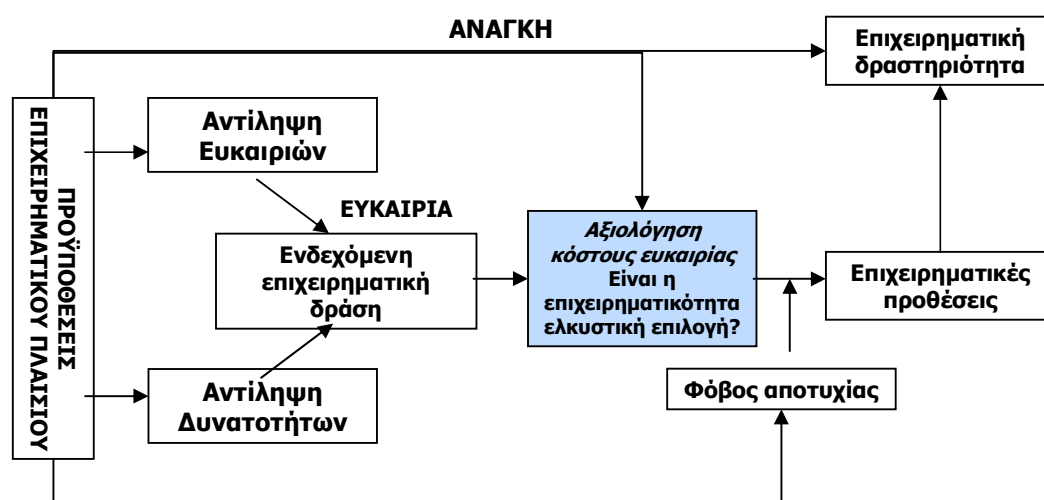 ΑΝΑΓΚΗ
Επιχειρηματική
δραστηριότητα
ΠΡΟΫΠΟΘΕΣΕΙΣ
ΕΠΙΧΕΙΡΗΜΑΤΙΚΟΥ ΠΛΑΙΣΙΟΥ
Αντίληψη
Ευκαιριών
ΕΥΚΑΙΡΙΑ
Ενδεχόμενη
επιχειρηματική
δράση
Αξιολόγηση
κόστους ευκαιρίας
Είναι η
επιχειρηματικότητα
ελκυστική επιλογή?
Επιχειρηματικές
προθέσεις
Αντίληψη
Δυνατοτήτων
Φόβος αποτυχίας